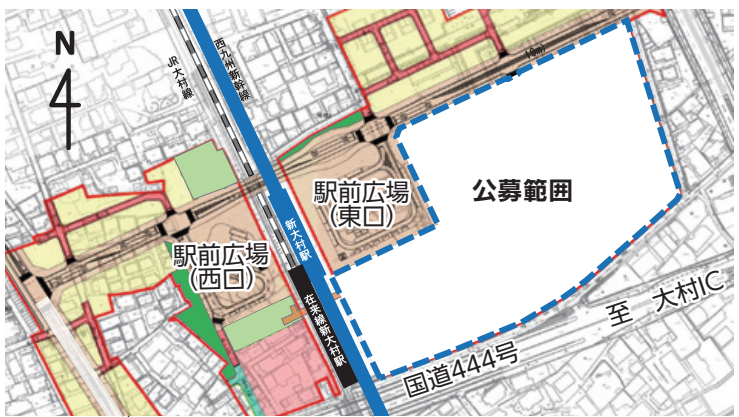 N
JR大村線
西九州新幹線
駅前広場
(東口)
公募範囲
新大村駅
駅前広場
(西口)
在来線新大村駅
国道444号
至 大村IC